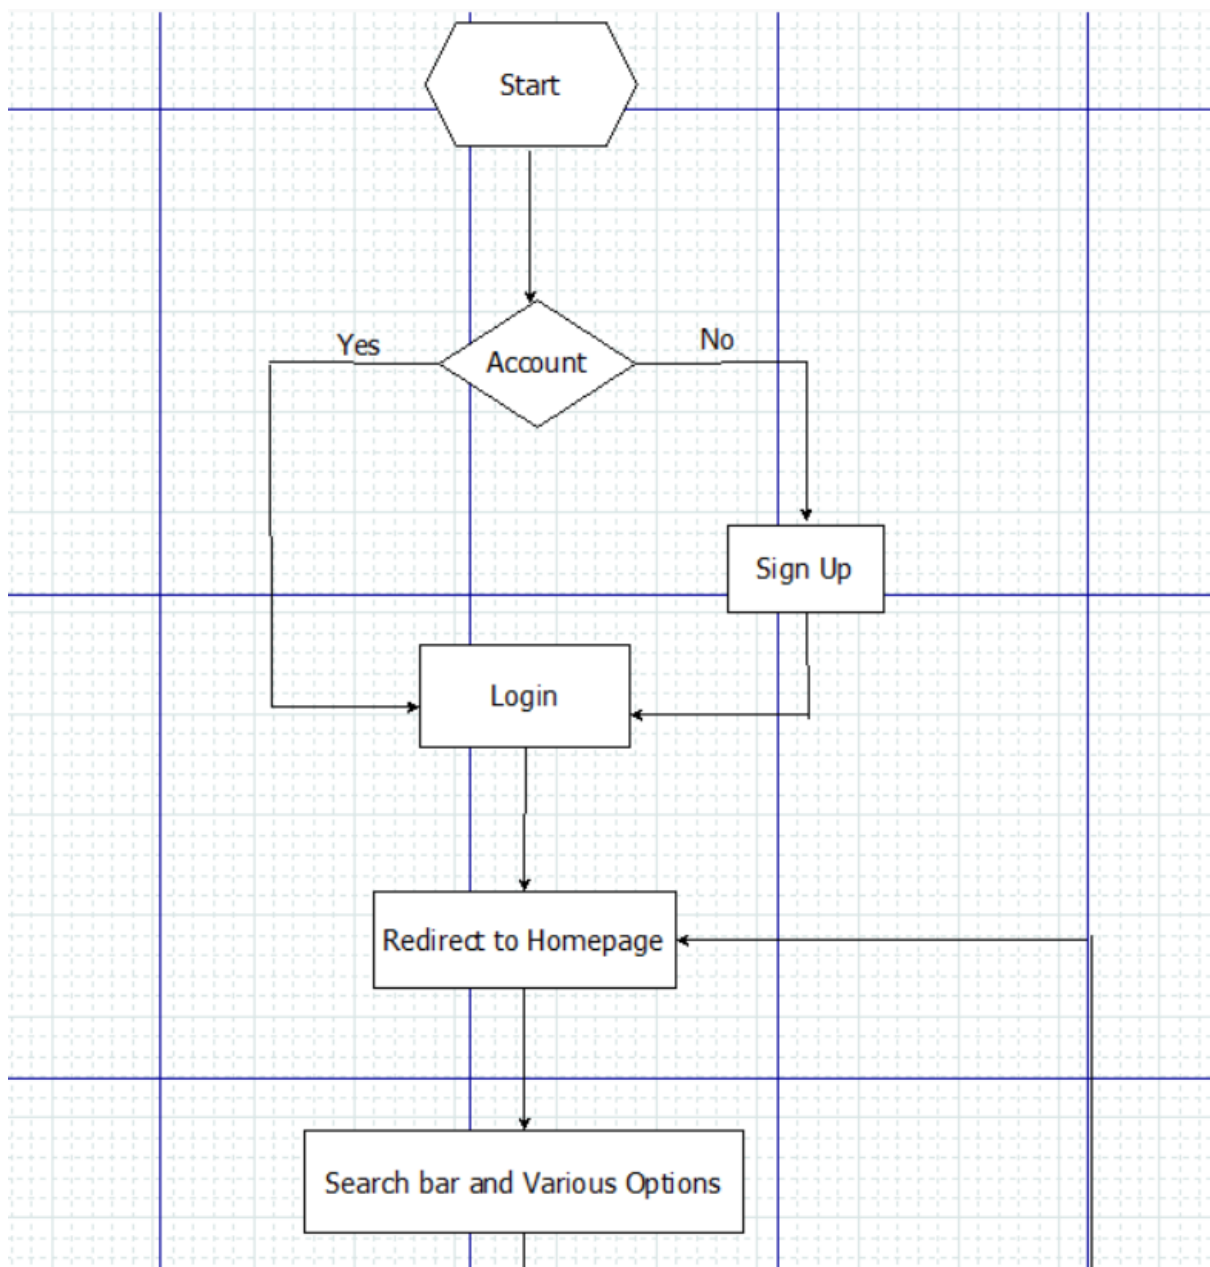 Start
Yes
No
Account
Sign Up
Login
Redirect to Homepage
Search bar and Various Options